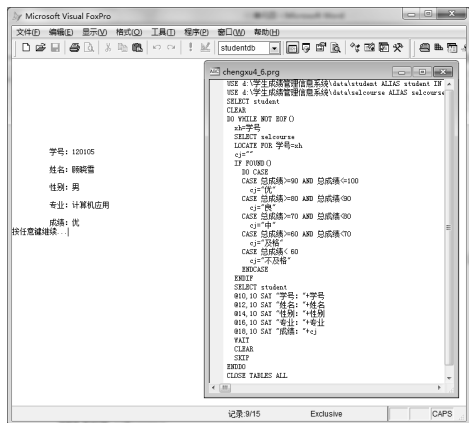 Microsoft Visual FoxPro
文件(F) 编辑(E) 显示(V) 格式(O) 工具(T) 程序(P) 窗口(W) 帮助(H)
studentdb
chengxu4_6.prg
USE d:\学生成绩管理信息系统\data\student ALIAS student IN
USE d:\学生成绩管理信息系统\data\selcourse ALIAS selcourse
SELECT student
CLEAR
DO WHILE NOT EOF()
xh=学号
SELECT selcourse
LOCATE FOR 学号=xh
cj=""
IF FOUND()
DO CASE
CASE 总成绩>=90 AND 总成绩<=100
cj="优"
CASE 总成绩>=80 AND 总成绩<90
cj="良"
CASE 总成绩>=70 AND 总成绩<80
cj="中"
CASE 总成绩>=60 AND 总成绩<70
cj="及格"
CASE 总成绩< 60
cj="不及格"
ENDCASE
ENDIF
SELECT student
@10,10 SAY "学号: "+学号
@12,10 SAY "姓名: "+姓名
@14,10 SAY "性别: "+性别
@16,10 SAY "专业: "+专业
@18,10 SAY "成绩: "+cj
WAIT
CLEAR
SKIP
ENDDO
CLOSE TABLES ALL
学号: 120105
姓名: 顾晓雪
性别: 男
专业: 计算机应用
成绩: 优
按任意键继续...
记录:9/15 Exclusive CAPS